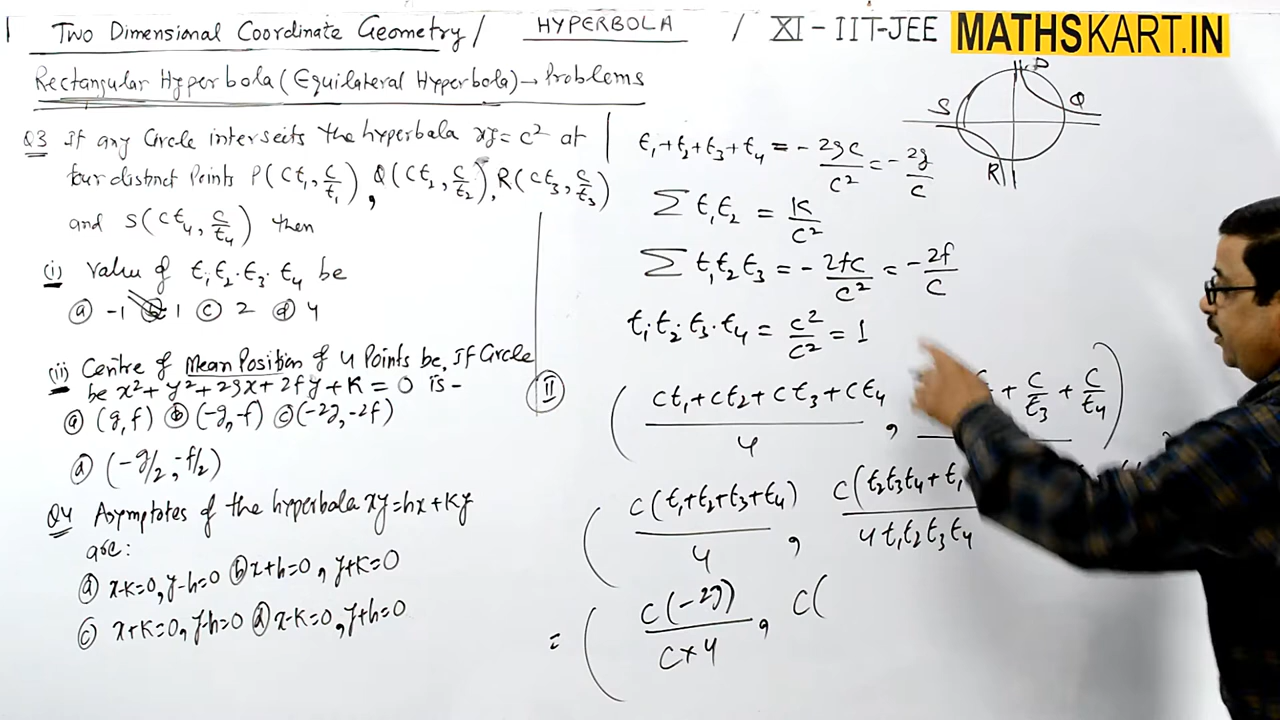 1 Two Dimensional Coordinate Geometry / HYPERBOLA / XI - IIT-JEE MATHSKART.IN
Rectangular Hyperbola (Equilateral Hyperbola) → Problems
Q3 If any Circle intersects the hyperbola xy = c² at
four distinct Points P(ct₁, c/t₁), Q(ct₂, c/t₂), R(ct₃, c/t₃)
and S(ct₄, c/t₄) then
(i) Value of t₁·t₂·t₃·t₄ be
(a) -1 (b) 1 (c) 2 (d) 4
(ii) Centre of Mean Position of 4 Points be, If Circle
be x² + y² + 2gx + 2fy + K = 0 is -
(a) (g, f) (b) (-g, -f) (c) (-2g, -2f)
(d) (-g/2, -f/2)
Q4 Asymptotes of the hyperbola xy = hx + Ky
are:
(a) x-K=0, y-h=0 (b) x+h=0, y+K=0
(c) x+K=0, y-h=0 (d) x-K=0, y+h=0
P
S Q
R
t₁ + t₂ + t₃ + t₄ = - 2gc/c² = - 2g/c
Σ t₁t₂ = K/c²
Σ t₁t₂t₃ = - 2fc/c² = - 2f/c
t₁·t₂·t₃·t₄ = c²/c² = 1
II
( (ct₁ + ct₂ + ct₃ + ct₄)/4 , + c/t₃ + c/t₄ )
( c(t₁+t₂+t₃+t₄)/4 , c(t₂t₃t₄ + t₁ / 4t₁t₂t₃t₄
= ( c(-2g)/(c×4) , c(